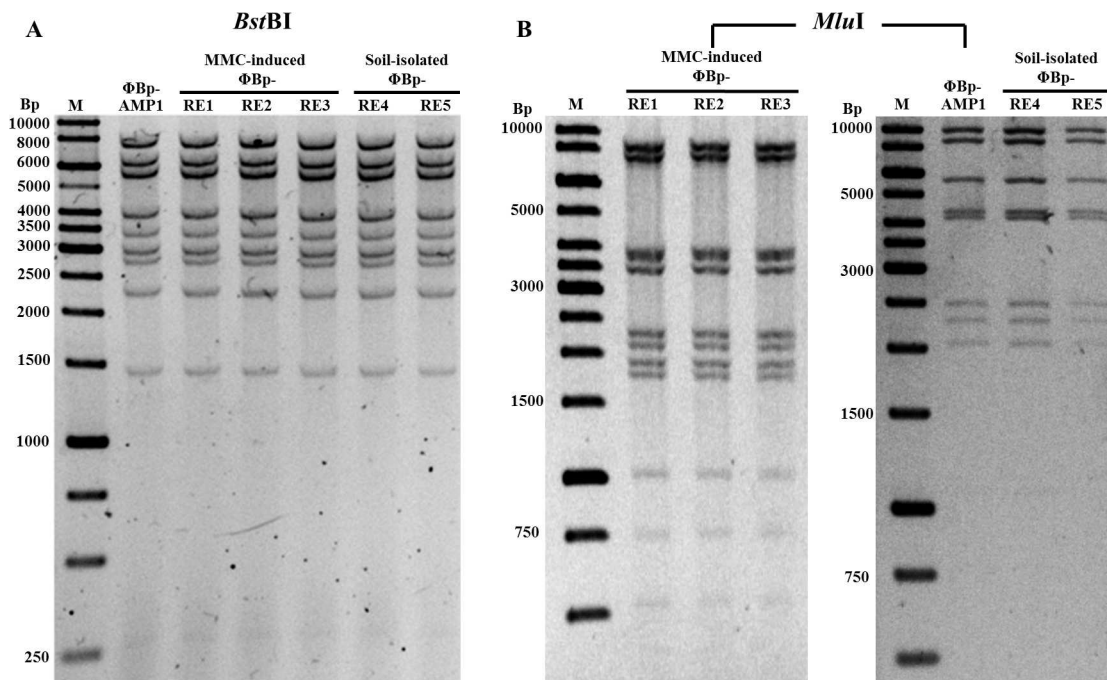 A
BstBI
MMC-induced
ΦBp-
Soil-isolated
ΦBp-
Bp
M
ΦBp-
AMP1
RE1
RE2
RE3
RE4
RE5
10000
8000
6000
5000
4000
3500
3000
2500
2000
1500
1000
250
B
MluI
MMC-induced
ΦBp-
Bp
M
RE1
RE2
RE3
10000
5000
3000
1500
750
Soil-isolated
ΦBp-
M
ΦBp-
AMP1
RE4
RE5
10000
5000
3000
1500
750